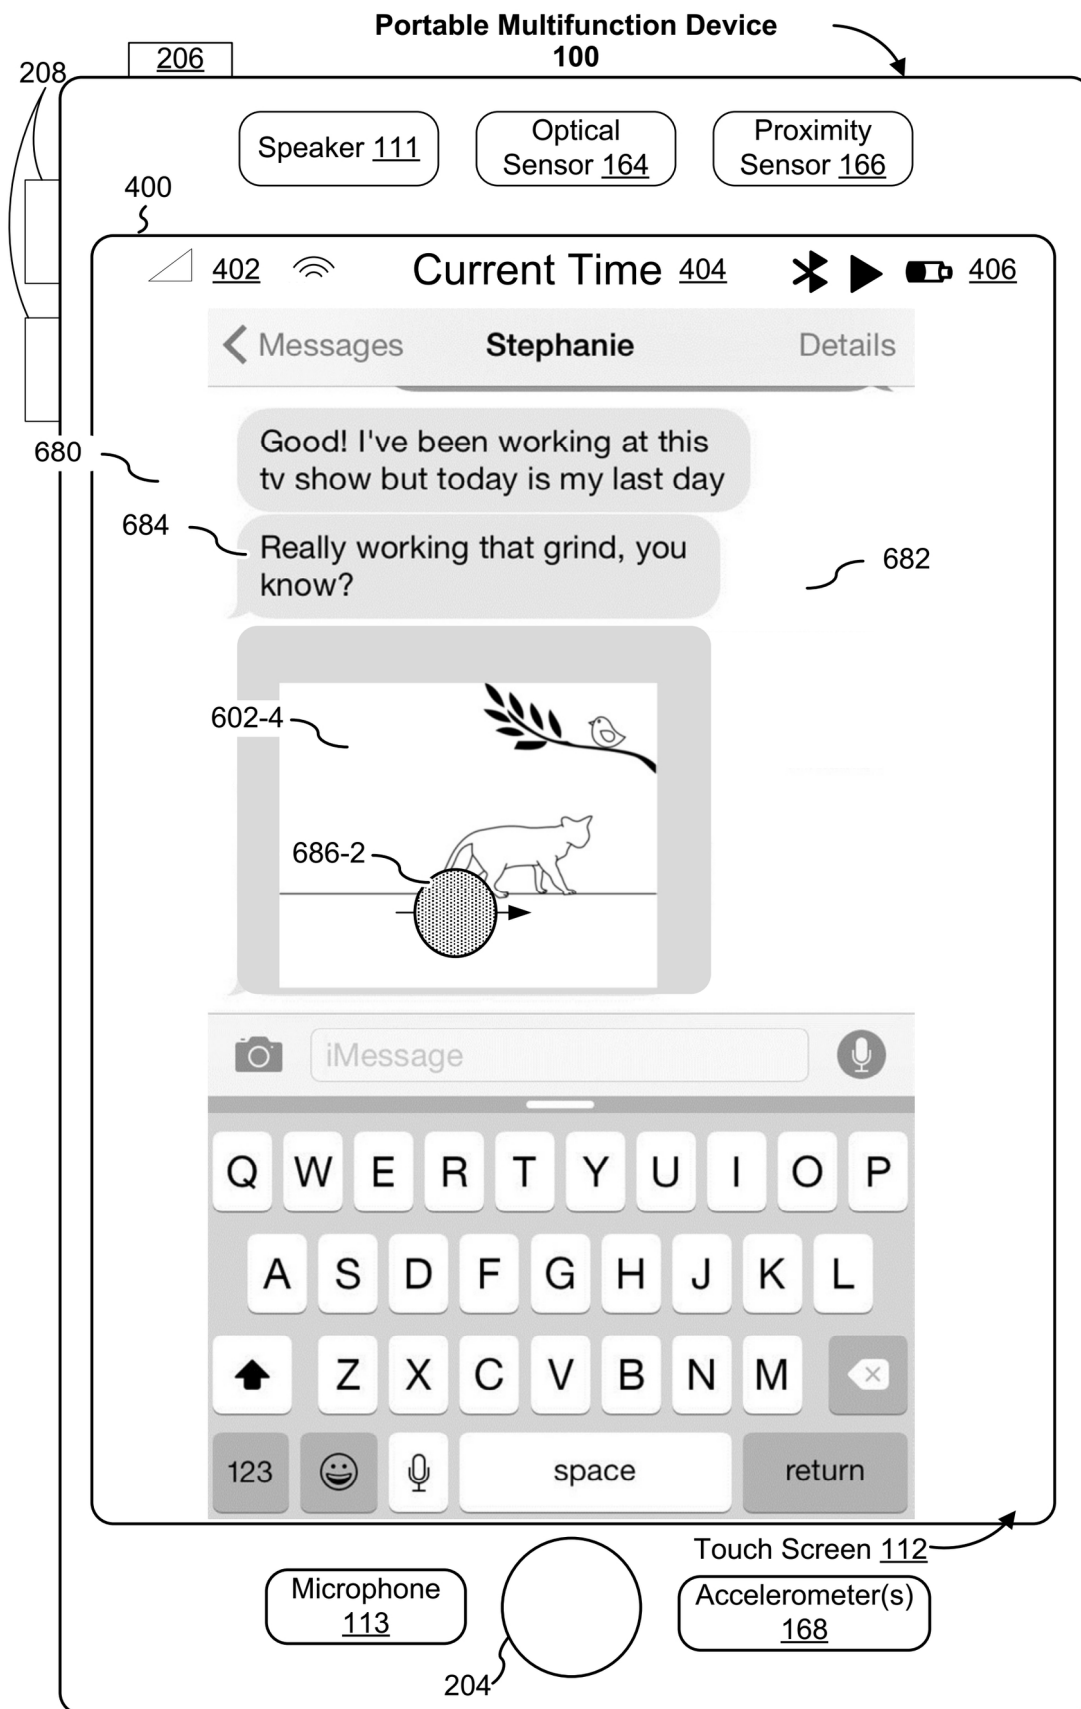 Portable Multifunction Device
100
206
208
Speaker 111
Optical
Sensor 164
Proximity
Sensor 166
400
402
Current Time 404
406
Messages
Stephanie
Details
Good! I've been working at this
tv show but today is my last day
680
684
Really working that grind, you
know?
682
602-4
686-2
iMessage
Q W E R T Y U I O P
A S D F G H J K L
Z X C V B N M
123
space
return
Touch Screen 112
Microphone
113
Accelerometer(s)
168
204